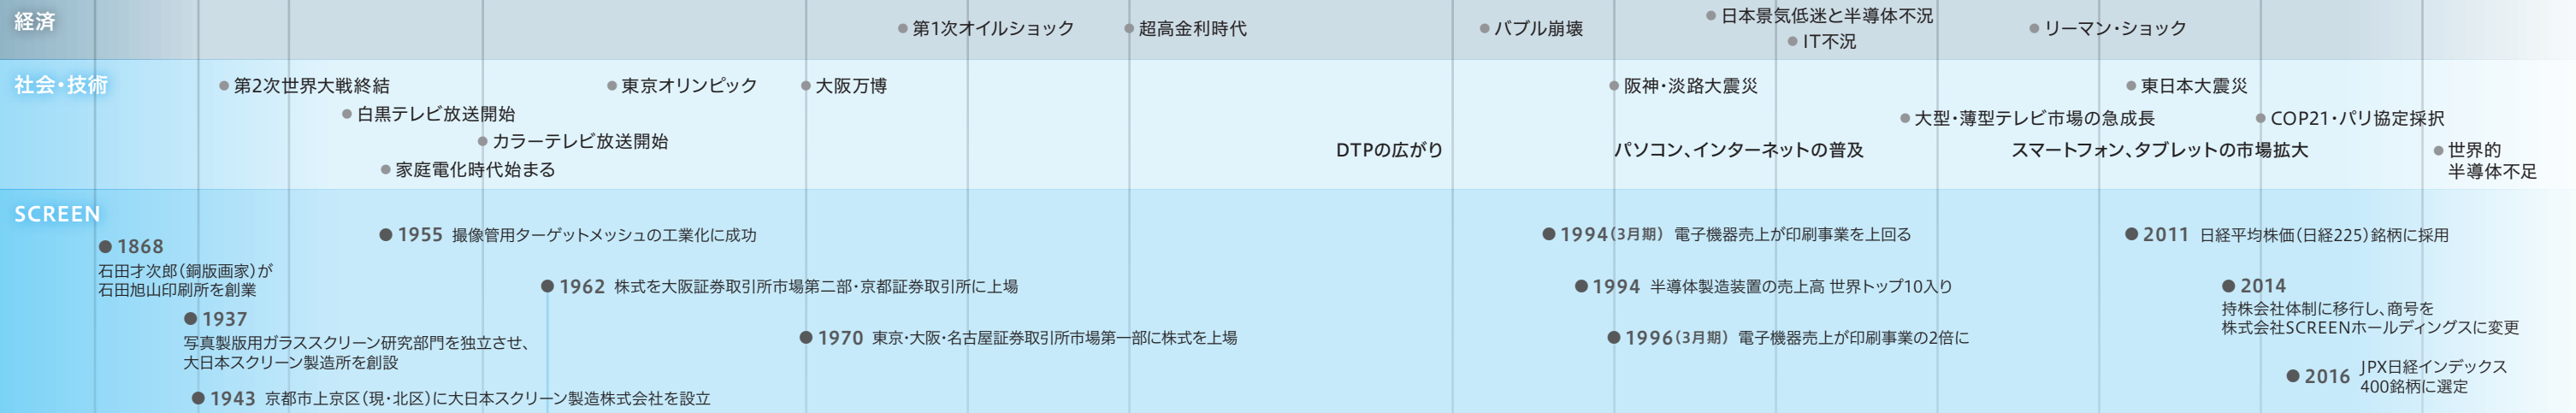 経済
第1次オイルショック
超高金利時代
バブル崩壊
日本景気低迷と半導体不況
IT不況
リーマン・ショック
社会・技術
第2次世界大戦終結
東京オリンピック
大阪万博
阪神・淡路大震災
東日本大震災
白黒テレビ放送開始
大型・薄型テレビ市場の急成長
COP21・パリ協定採択
カラーテレビ放送開始
DTPの広がり
パソコン、インターネットの普及
スマートフォン、タブレットの市場拡大
世界的
半導体不足
家庭電化時代始まる
SCREEN
1868
石田才次郎（銅版画家）が
石田旭山印刷所を創業
1937
写真製版用ガラススクリーン研究部門を独立させ、
大日本スクリーン製造所を創設
1943 京都市上京区（現・北区）に大日本スクリーン製造株式会社を設立
1955 撮像管用ターゲットメッシュの工業化に成功
1962 株式を大阪証券取引所市場第二部・京都証券取引所に上場
1970 東京・大阪・名古屋証券取引所市場第一部に株式を上場
1994（3月期） 電子機器売上が印刷事業を上回る
1994 半導体製造装置の売上高 世界トップ10入り
1996（3月期） 電子機器売上が印刷事業の2倍に
2011 日経平均株価（日経225）銘柄に採用
2014
持株会社体制に移行し、商号を
株式会社SCREENホールディングスに変更
2016 JPX日経インデックス
400銘柄に選定